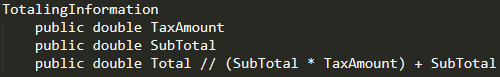 TotalingInformation
    public double TaxAmount
    public double SubTotal
    public double Total // (SubTotal * TaxAmount) + SubTotal